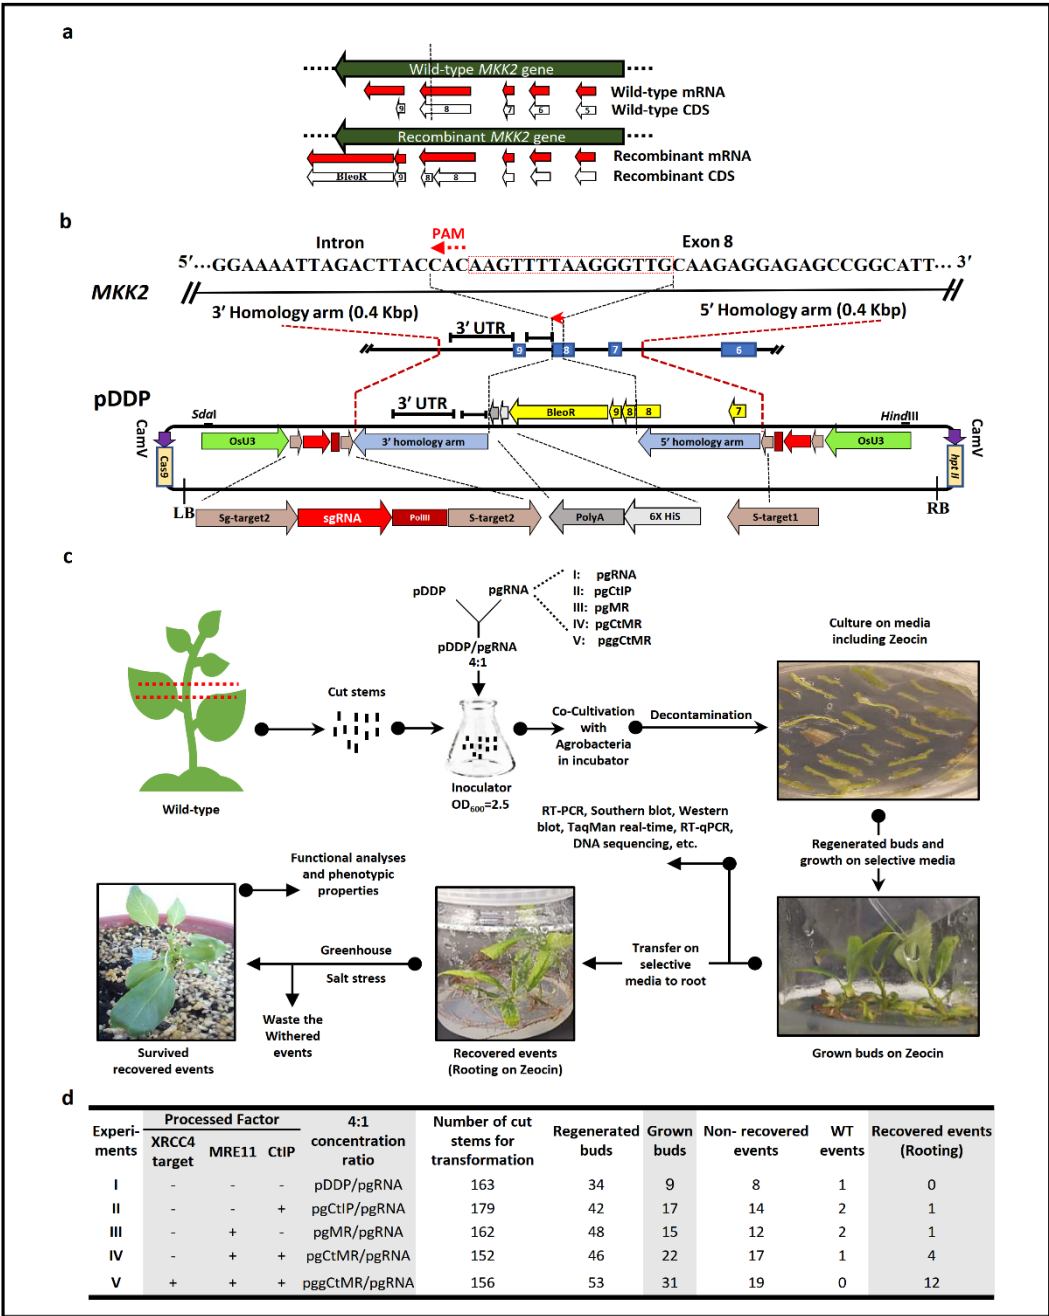 a
Wild-type MKK2 gene
Wild-type mRNA
9 8 7 6 5
Wild-type CDS
Recombinant MKK2 gene
Recombinant mRNA
BleoR 9 8 8
Recombinant CDS
b
PAM
Intron
Exon 8
5′···GGAAAATTAGACTTACCACAAGTTTTAAGGGTTGCAAGAGGAGAGCCGGCATT··· 3′
MKK2
3′ Homology arm (0.4 Kbp)
5′ Homology arm (0.4 Kbp)
3′ UTR
9 8 7 6
pDDP
3′ UTR
BleoR 9 8 8 7
SdaI
HindIII
CamV
CamV
OsU3
3′ homology arm
5′ homology arm
OsU3
Cas9
hpt II
LB
RB
Sg-target2
sgRNA
PolIII
S-target2
PolyA
6X HiS
S-target1
c
pDDP
pgRNA
I: pgRNA
II: pgCtIP
III: pgMR
IV: pgCtMR
V: pggCtMR
pDDP/pgRNA
4:1
Culture on media
including Zeocin
Wild-type
Cut stems
Inoculator
OD600=2.5
Co-Cultivation
with
Agrobacteria
in incubator
Decontamination
Regenerated buds and
growth on selective media
Grown buds on Zeocin
RT-PCR, Southern blot, Western
blot, TaqMan real-time, RT-qPCR,
DNA sequencing, etc.
Transfer on
selective
media to root
Recovered events
(Rooting on Zeocin)
Greenhouse
Salt stress
Waste the
Withered
events
Functional analyses
and phenotypic
properties
Survived
recovered events
d
Experi-
ments
Processed Factor
XRCC4
target
MRE11
CtIP
4:1
concentration
ratio
Number of cut
stems for
transformation
Regenerated
buds
Grown
buds
Non- recovered
events
WT
events
Recovered events
(Rooting)
I - - - pDDP/pgRNA 163 34 9 8 1 0
II - - + pgCtIP/pgRNA 179 42 17 14 2 1
III - + - pgMR/pgRNA 162 48 15 12 2 1
IV - + + pgCtMR/pgRNA 152 46 22 17 1 4
V + + + pggCtMR/pgRNA 156 53 31 19 0 12